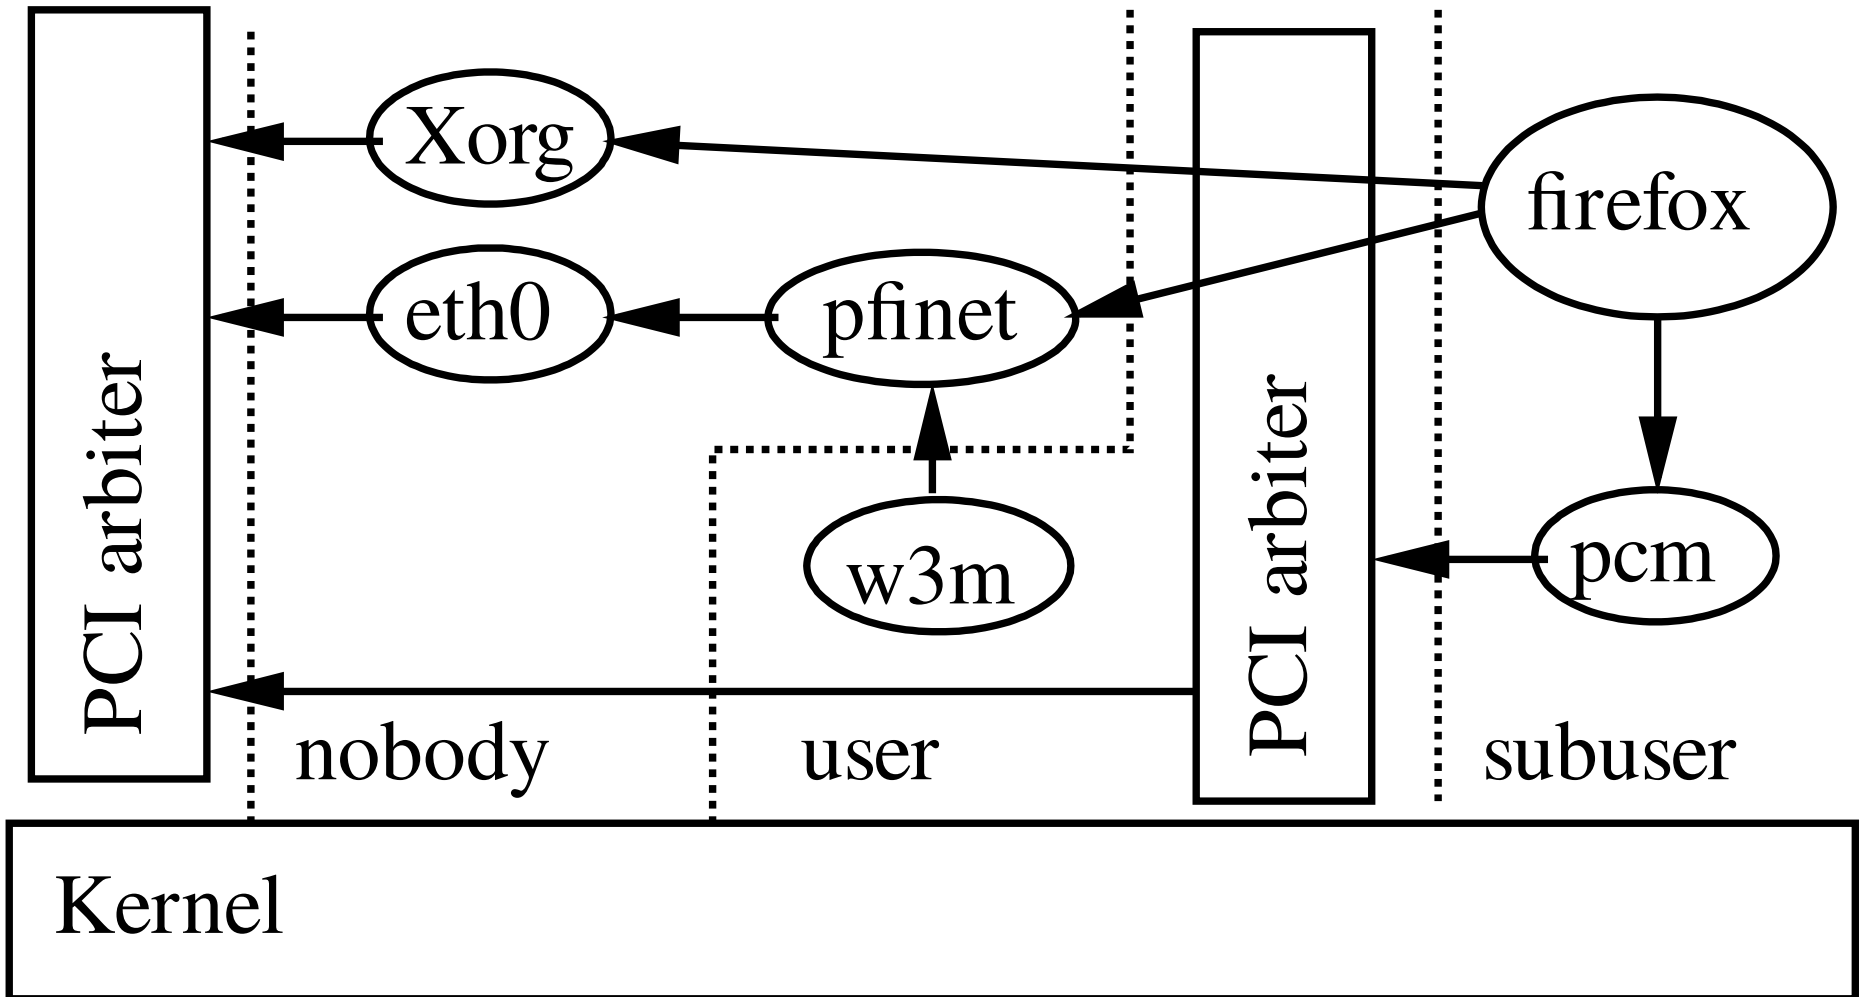 PCI arbiter
Xorg
firefox
eth0
pfinet
PCI arbiter
w3m
pcm
nobody
user
subuser
Kernel